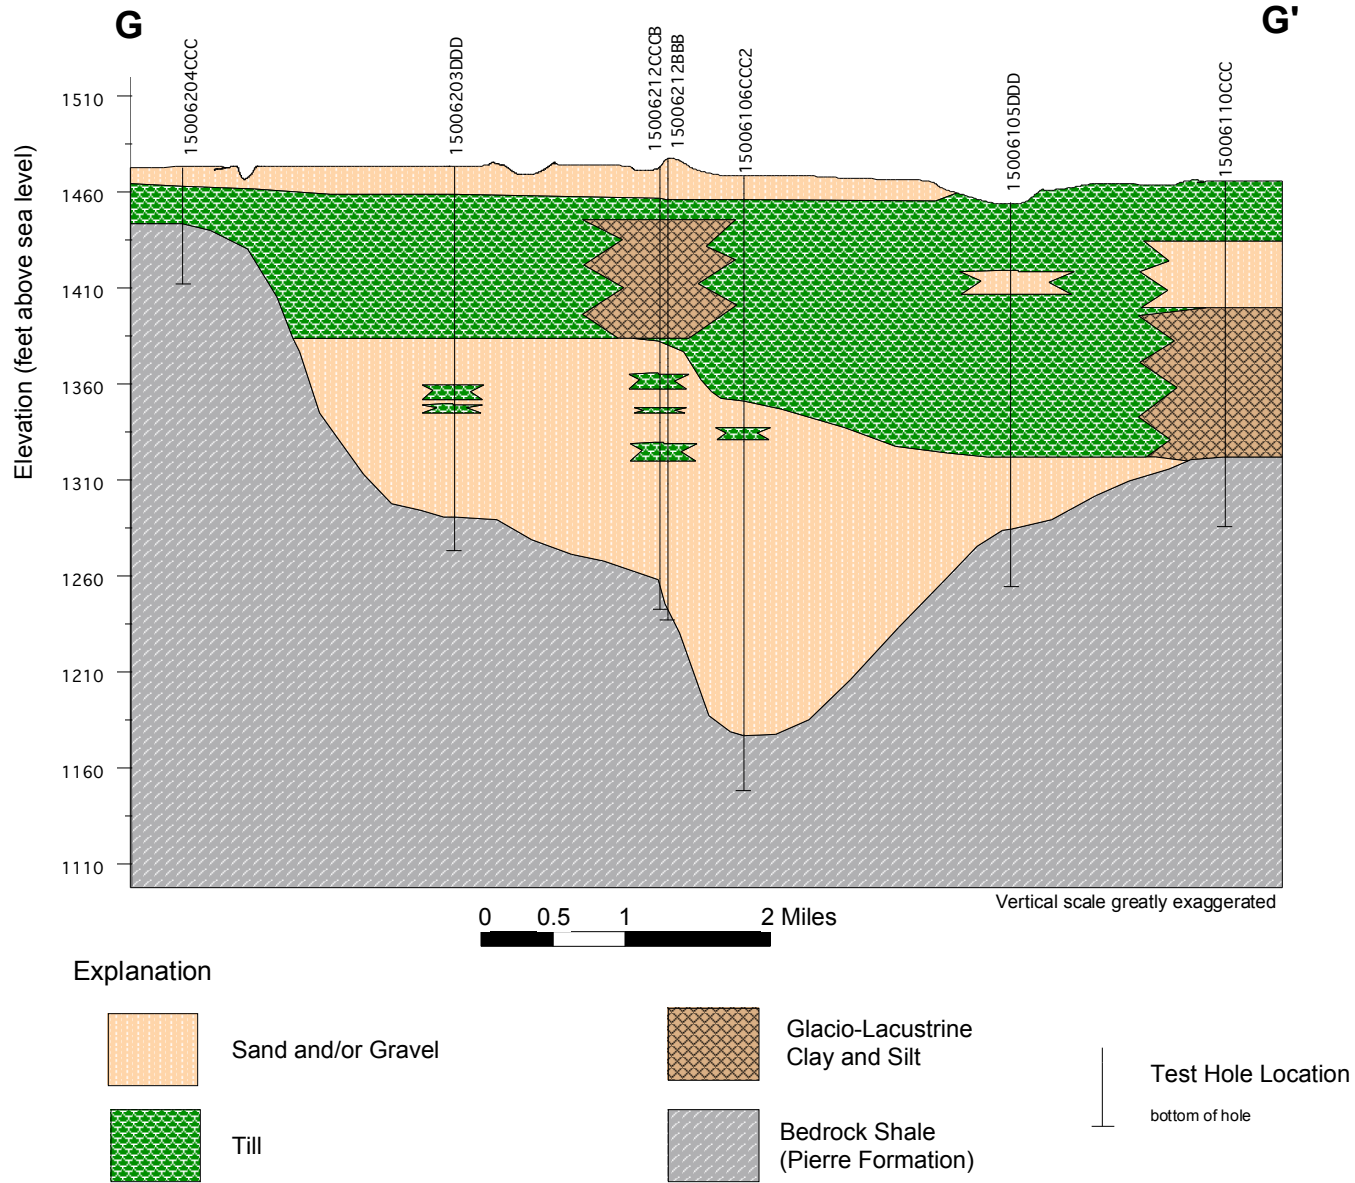 G
G'
15006204CCC
15006203DDD
15006212CCCB
15006212BBB
15006106CCC2
15006105DDD
15006110CCC
Elevation (feet above sea level)
1510
1460
1410
1360
1310
1260
1210
1160
1110
Vertical scale greatly exaggerated
0 0.5 1 2 Miles
Explanation
Sand and/or Gravel
Till
Glacio-Lacustrine
Clay and Silt
Bedrock Shale
(Pierre Formation)
Test Hole Location
bottom of hole